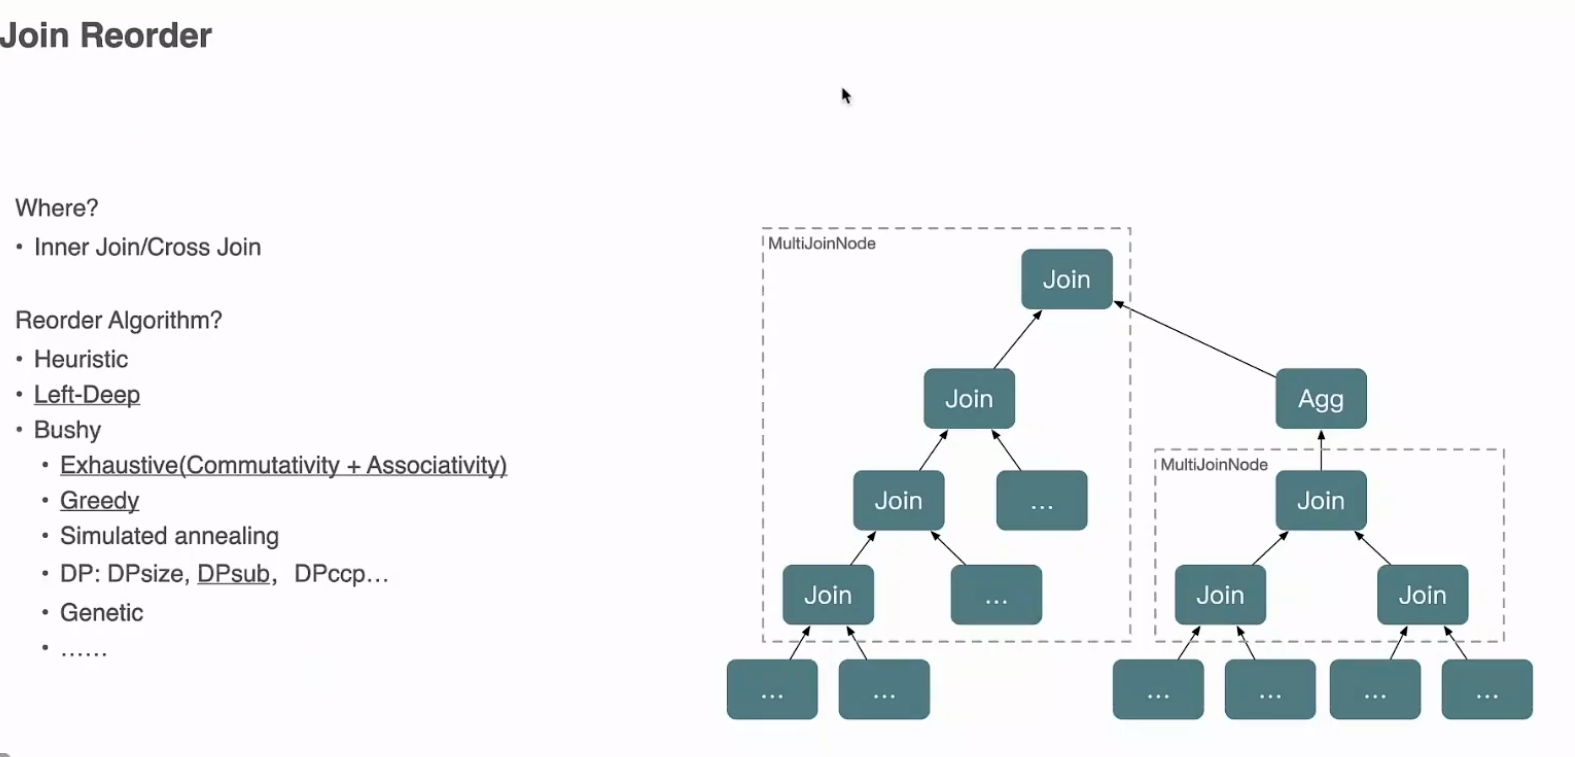 Join Reorder
Where?
• Inner Join/Cross Join
Reorder Algorithm?
• Heuristic
• Left-Deep
• Bushy
• Exhaustive(Commutativity + Associativity)
• Greedy
• Simulated annealing
• DP: DPsize, DPsub, DPccp…
• Genetic
• ……
MultiJoinNode
Join
Join
Agg
MultiJoinNode
Join
...
Join
Join
...
Join
Join
...
...
...
...
...
...